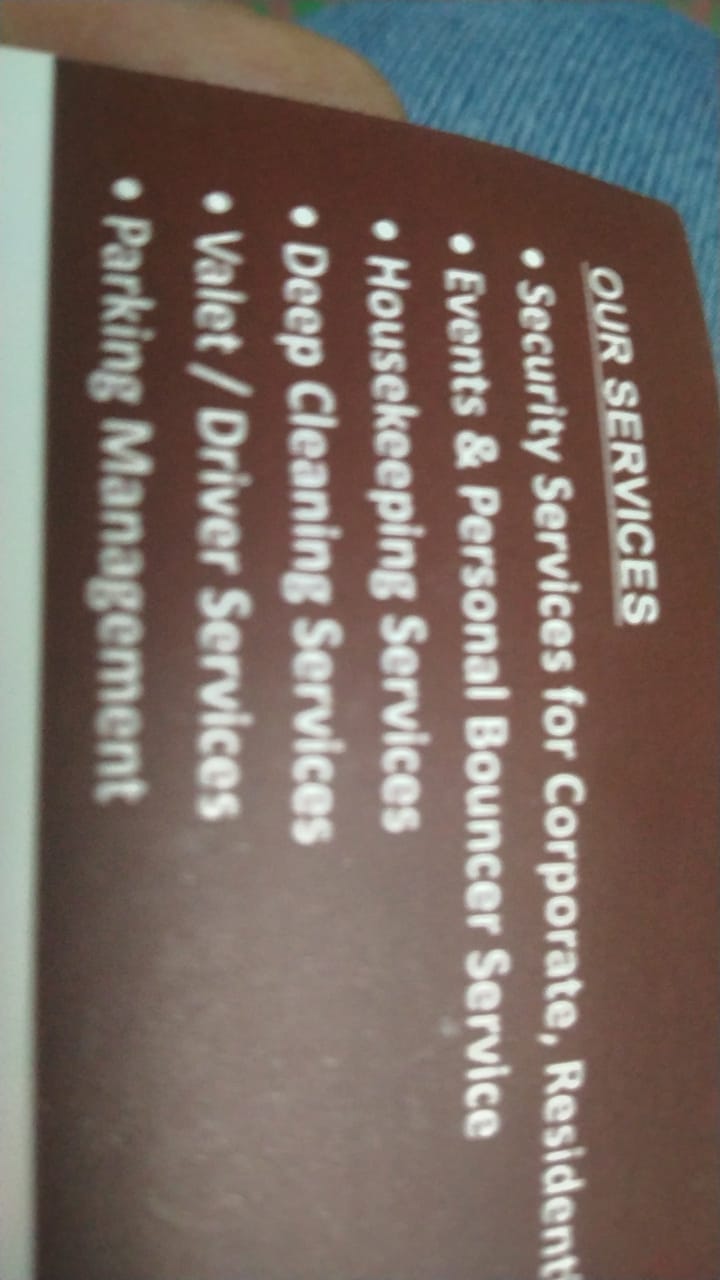 OUR SERVICES
• Security Services for Corporate, Resident
• Events & Personal Bouncer Service
• Housekeeping Services
• Deep Cleaning Services
• Valet / Driver Services
• Parking Management